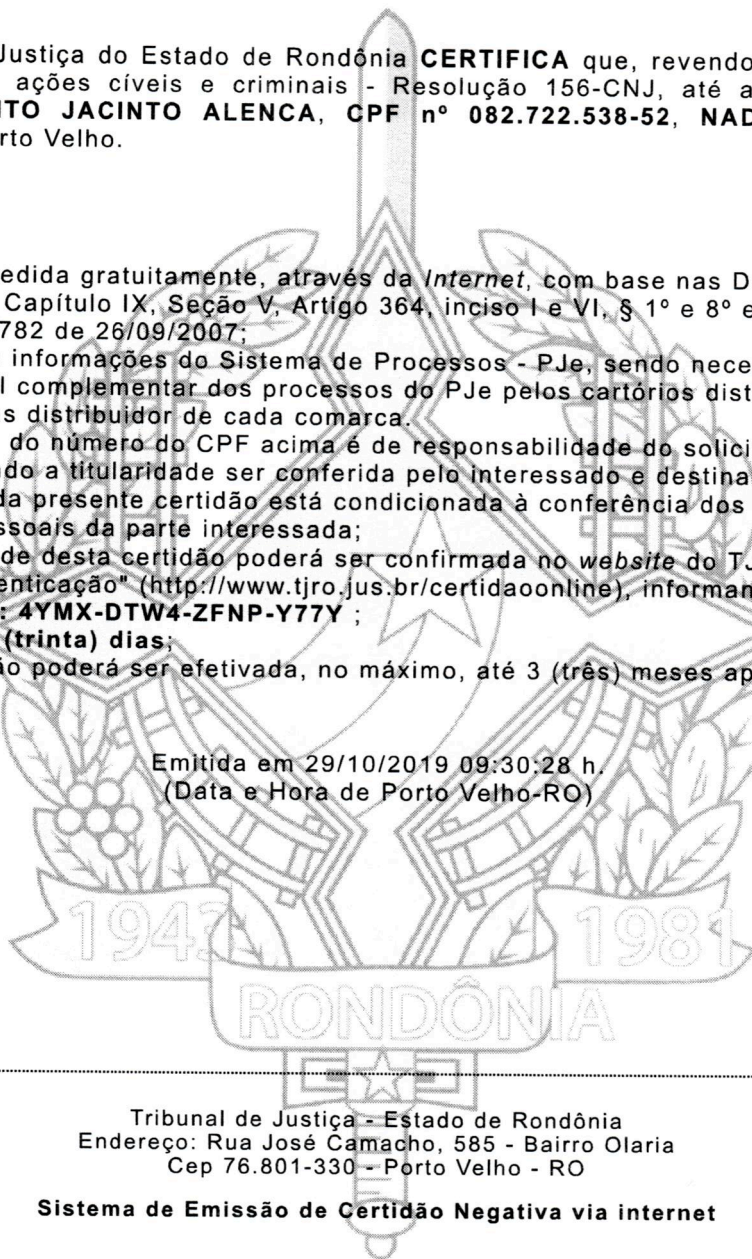 Justiça do Estado de Rondônia CERTIFICA que, revendo
ações cíveis e criminais - Resolução 156-CNJ, até a
NTO JACINTO ALENCA, CPF nº 082.722.538-52, NAD
rto Velho.
edida gratuitamente, através da Internet, com base nas D
Capítulo IX, Seção V, Artigo 364, inciso I e VI, § 1º e 8º e
782 de 26/09/2007;
informações do Sistema de Processos - PJe, sendo nece
l complementar dos processos do PJe pelos cartórios dist
s distribuidor de cada comarca.
do número do CPF acima é de responsabilidade do solici
ndo a titularidade ser conferida pelo interessado e destina
da presente certidão está condicionada à conferência dos
ssoais da parte interessada;
de desta certidão poderá ser confirmada no website do TJ
enticação" (http://www.tjro.jus.br/certidaoonline), informan
: 4YMX-DTW4-ZFNP-Y77Y ;
(trinta) dias;
ão poderá ser efetivada, no máximo, até 3 (três) meses ap
Emitida em 29/10/2019 09:30:28 h.
(Data e Hora de Porto Velho-RO)
1943 1981
RONDÔNIA
Tribunal de Justiça - Estado de Rondônia
Endereço: Rua José Camacho, 585 - Bairro Olaria
Cep 76.801-330 - Porto Velho - RO
Sistema de Emissão de Certidão Negativa via internet